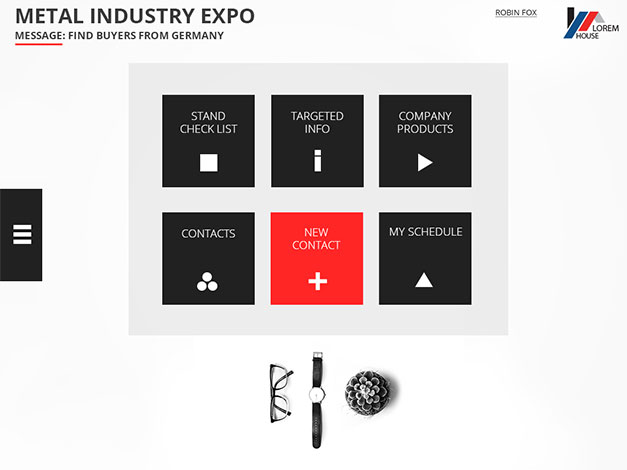 METAL INDUSTRY EXPO
MESSAGE: FIND BUYERS FROM GERMANY
ROBIN FOX
LOREM
HOUSE
STAND
CHECK LIST
TARGETED
INFO
COMPANY
PRODUCTS
CONTACTS
NEW
CONTACT
MY SCHEDULE